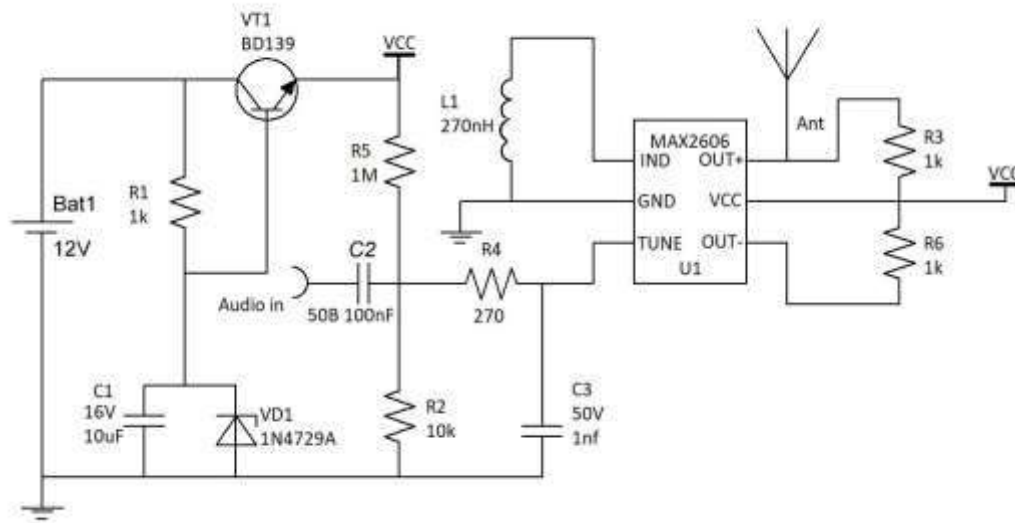 VT1
BD139
VCC
L1
270nH
MAX2606
IND
OUT+
GND
VCC
TUNE
OUT-
U1
Ant
R3
1k
VCC
R6
1k
R5
1M
R1
1k
Bat1
12V
Audio in
C2
50B 100nF
R4
270
C1
16V
10uF
VD1
1N4729A
R2
10k
C3
50V
1nf